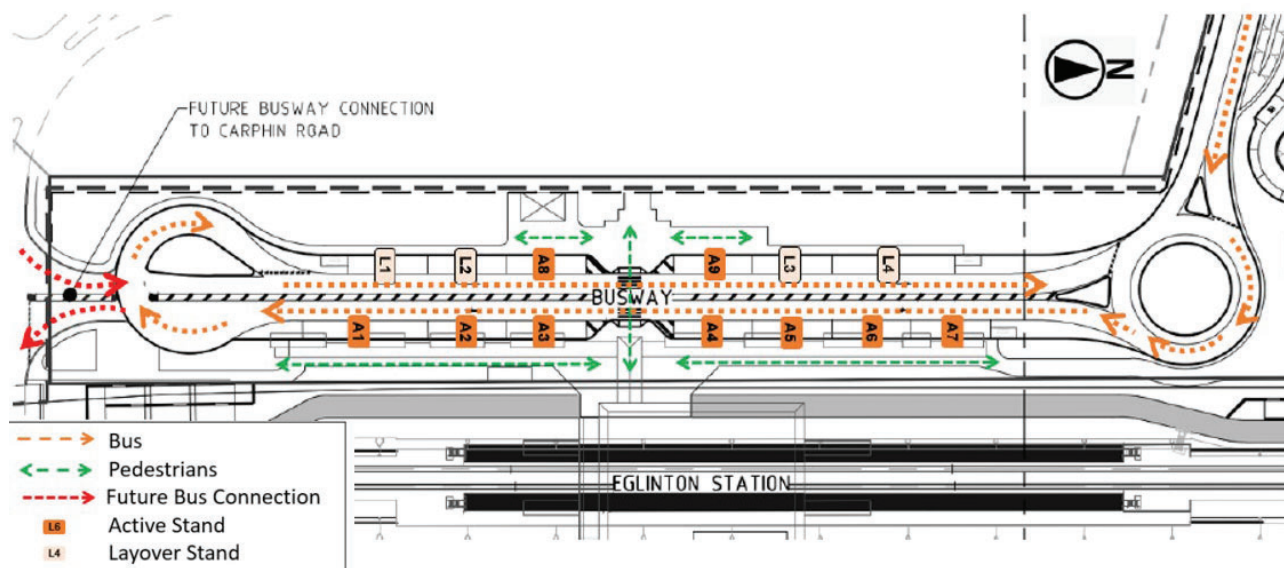 N
FUTURE BUSWAY CONNECTION
TO CARPHIN ROAD
L1
L2
A8
A9
L3
L4
BUSWAY
A1
A2
A3
A4
A5
A6
A7
EGLINTON STATION
Bus
Pedestrians
Future Bus Connection
L6
Active Stand
L4
Layover Stand